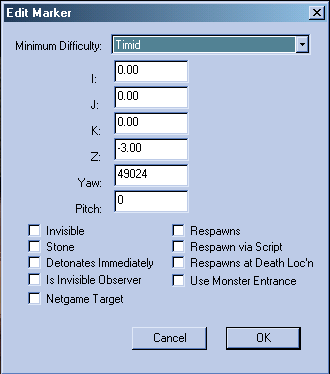 Edit Marker
Minimum Difficulty: Timid
I: 0.00
J: 0.00
K: 0.00
Z: -3.00
Yaw: 49024
Pitch: 0
Invisible Respawns
Stone Respawn via Script
Detonates Immediately Respawns at Death Loc'n
Is Invisible Observer Use Monster Entrance
Netgame Target
Cancel OK